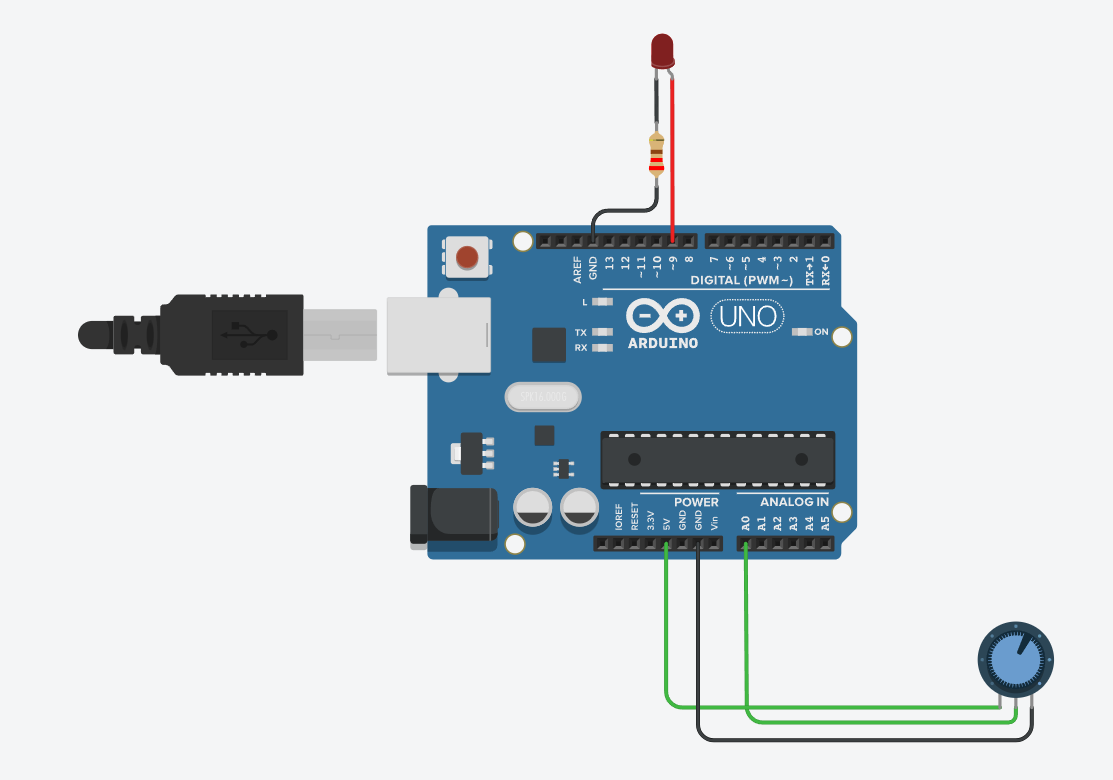 AREF
GND
13
12
~11
~10
~9
8
7
~6
~5
4
~3
2
TX→1
RX←0
DIGITAL (PWM~)
L
TX
RX
UNO
ON
ARDUINO
SPK16.000G
POWER
ANALOG IN
IOREF
RESET
3.3V
5V
GND
GND
Vin
A0
A1
A2
A3
A4
A5